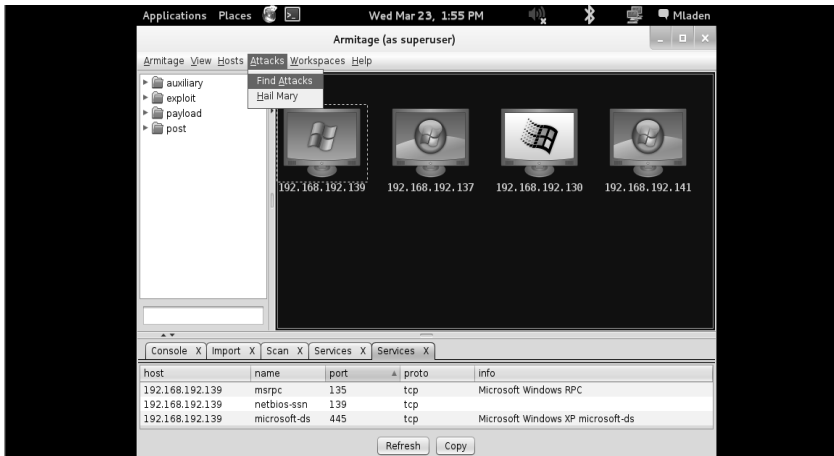 Applications Places Wed Mar 23, 1:55 PM Mladen
Armitage (as superuser)
Armitage View Hosts Attacks Workspaces Help
Find Attacks
Hail Mary
auxiliary
exploit
payload
post
192.168.192.139 192.168.192.137 192.168.192.130 192.168.192.141
Console X Import X Scan X Services X Services X
host name port proto info
192.168.192.139 msrpc 135 tcp Microsoft Windows RPC
192.168.192.139 netbios-ssn 139 tcp
192.168.192.139 microsoft-ds 445 tcp Microsoft Windows XP microsoft-ds
Refresh Copy